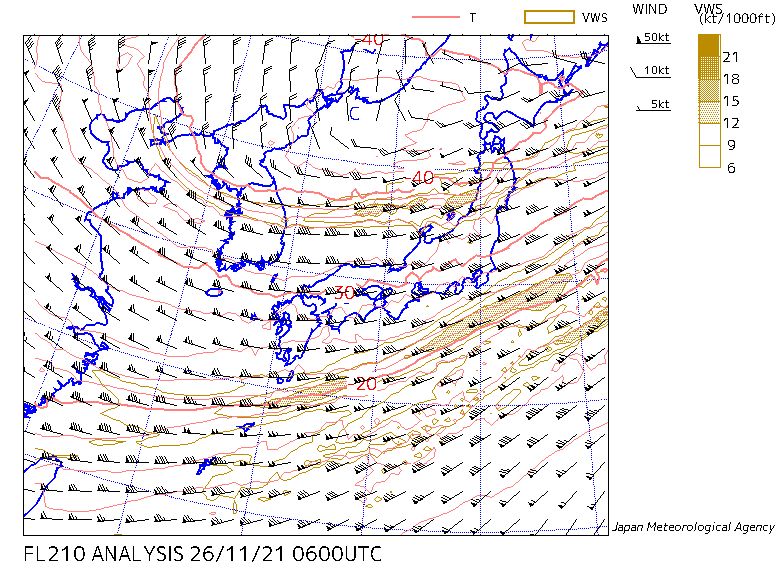 T VWS
WIND
VWS
(kt/1000ft)
50kt
10kt
5kt
21
18
15
12
9
6
-40
C
-40
-30
-20
Japan Meteorological Agency
FL210 ANALYSIS 26/11/21 0600UTC